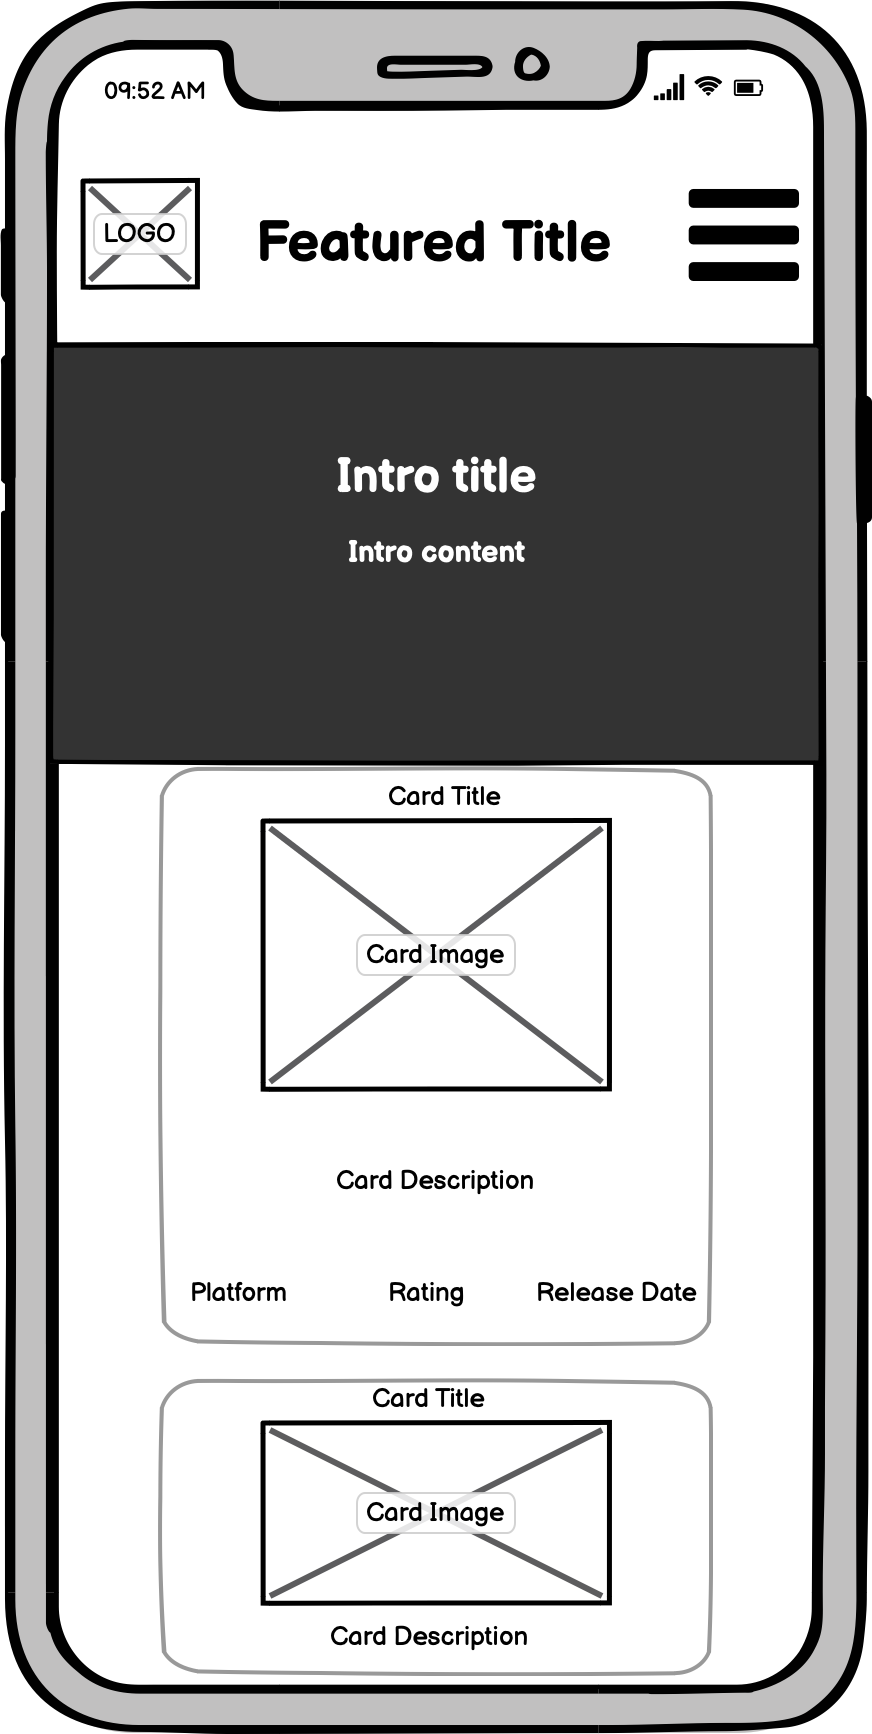 09:52 AM
LOGO
Featured Title
Intro title
Intro content
Card Title
Card Image
Card Description
Platform Rating Release Date
Card Title
Card Image
Card Description